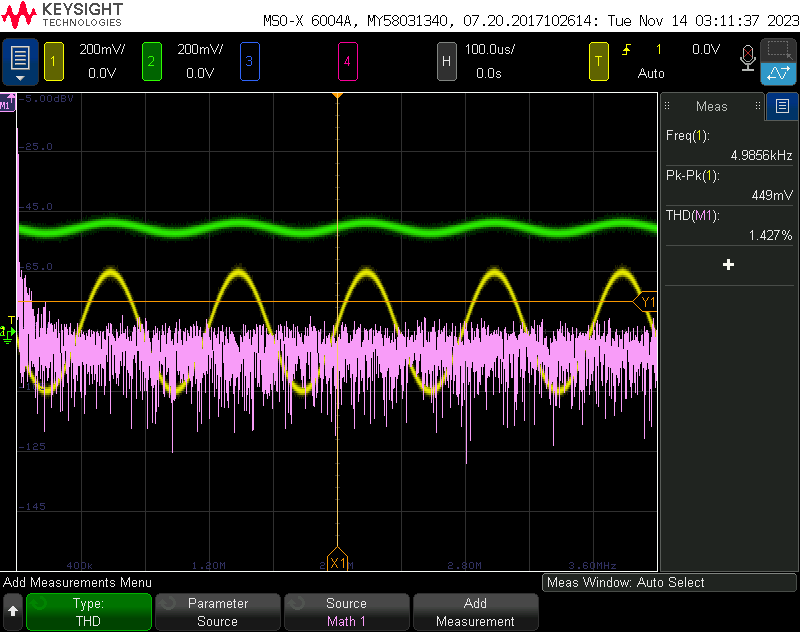 KEYSIGHT
TECHNOLOGIES
MSO-X 6004A, MY58031340, 07.20.2017102614: Tue Nov 14 03:11:37 2023
1 200mV/ 2 200mV/ 3 4 H 100.0us/ T 1 0.0V
0.0V 0.0V 0.0s Auto
M1 -5.00dBV
-25.0
-45.0
-65.0
-125
-145
400k 1.20M 2.80M 3.60MHz
T
Y1
X1
Meas
Freq(1):
4.9856kHz
Pk-Pk(1):
449mV
THD(M1):
1.427%
+
Add Measurements Menu
Meas Window: Auto Select
Type:
THD
Parameter
Source
Source
Math 1
Add
Measurement